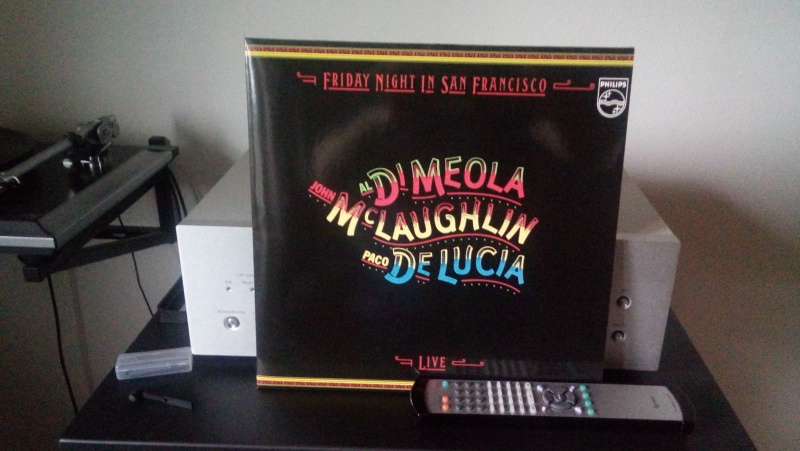 FRIDAY NIGHT IN SAN FRANCISCO
PHILIPS
AL DI MEOLA
JOHN MCLAUGHLIN
PACO DE LUCIA
LIVE